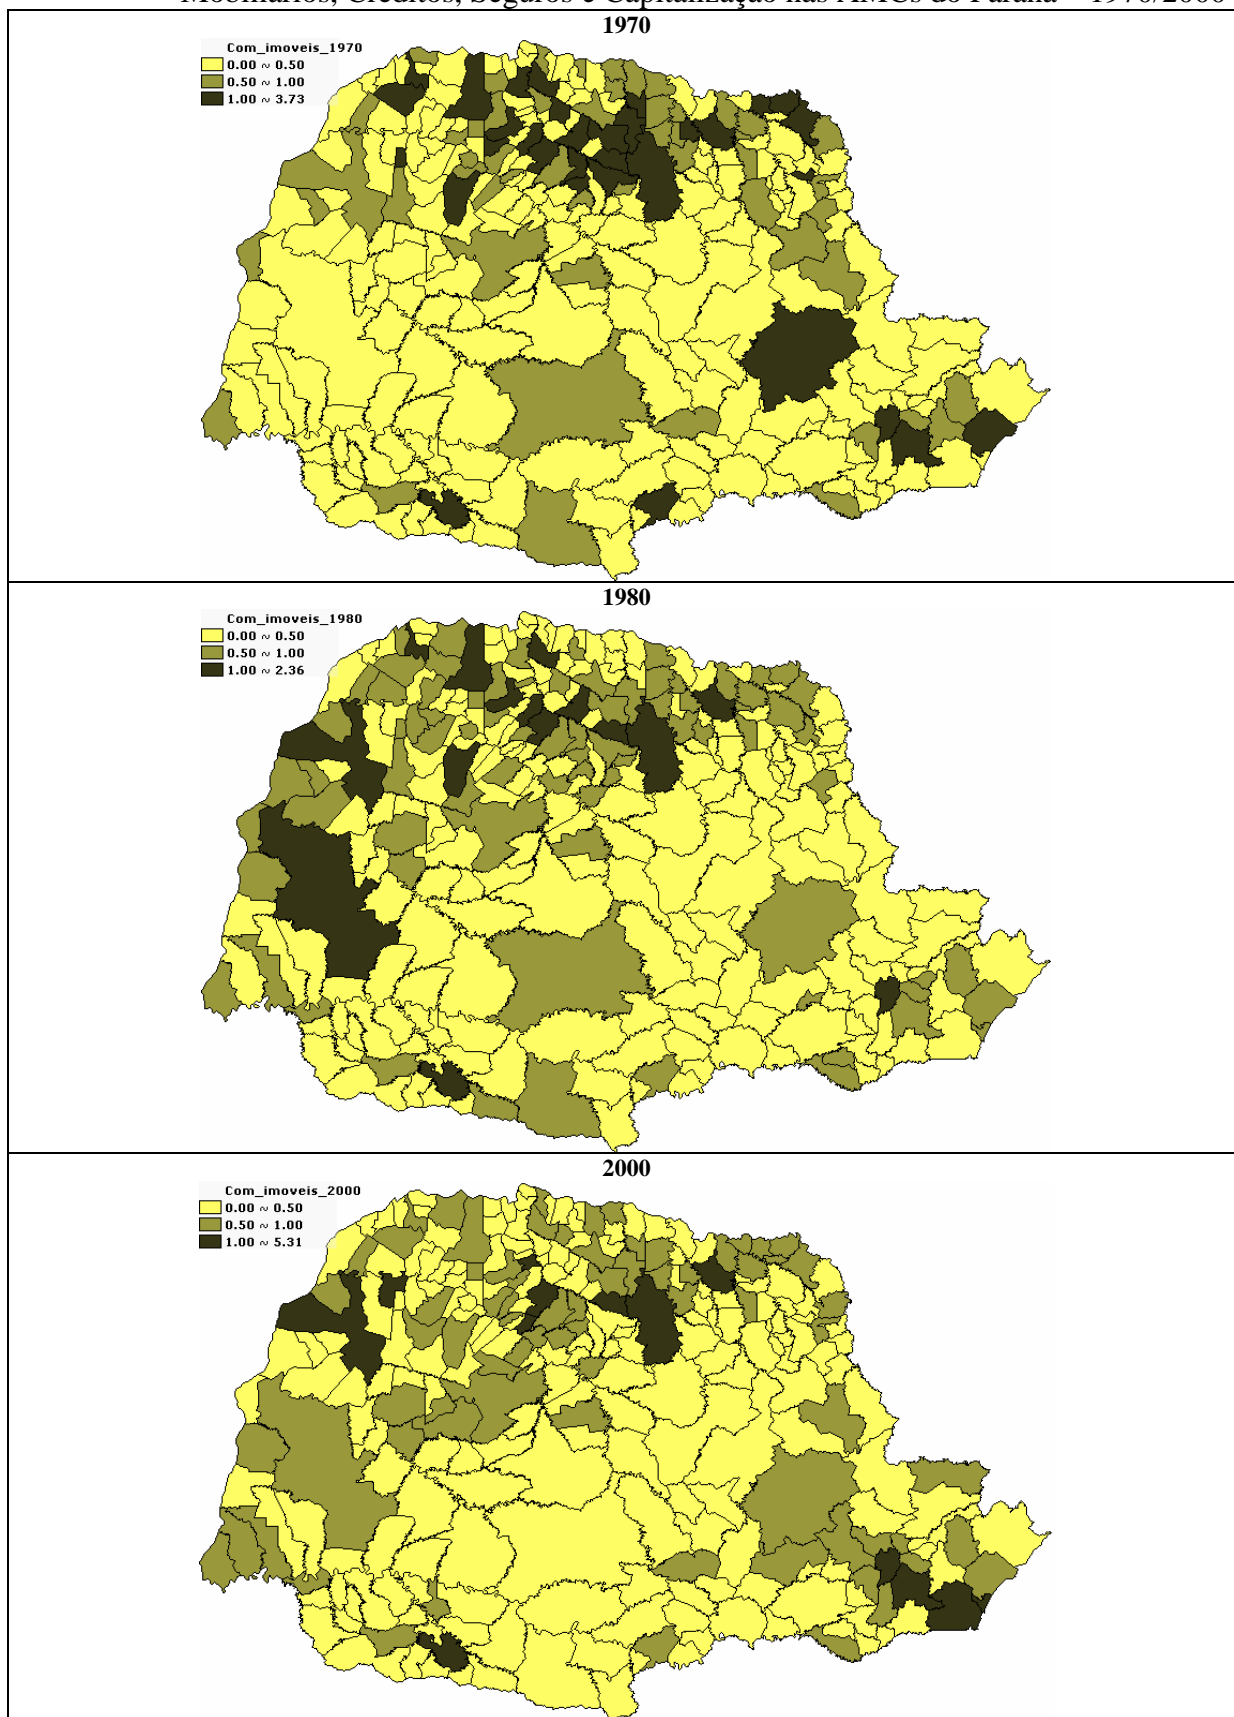 Mobiliários, Créditos, Seguros e Capitalização nas AMCs do Paraná – 1970/2000
1970
Com_imoveis_1970
0.00 ~ 0.50
0.50 ~ 1.00
1.00 ~ 3.73
1980
Com_imoveis_1980
0.00 ~ 0.50
0.50 ~ 1.00
1.00 ~ 2.36
2000
Com_imoveis_2000
0.00 ~ 0.50
0.50 ~ 1.00
1.00 ~ 5.31